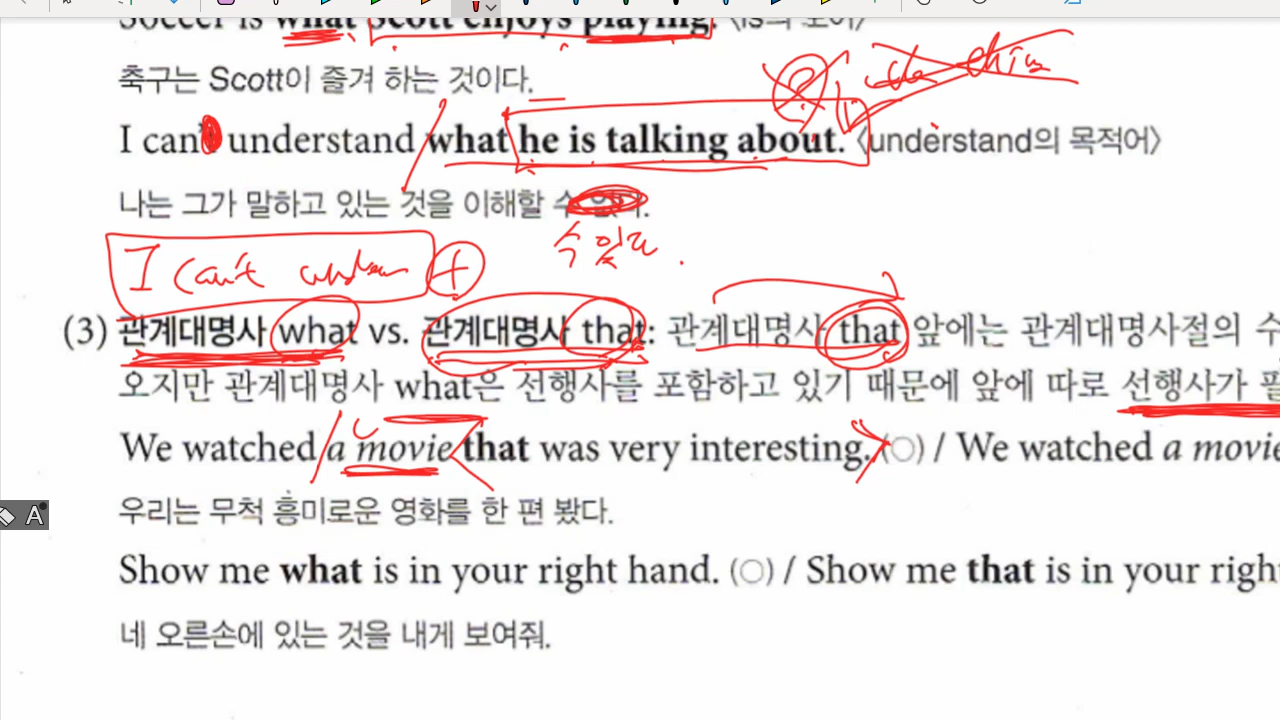 Soccer is what Scott enjoys playing. 〈is의 보어〉
축구는 Scott이 즐겨 하는 것이다.
I can't understand what he is talking about. 〈understand의 목적어〉
나는 그가 말하고 있는 것을 이해할 수 없다.
수 있다.
I can't
(3) 관계대명사 what vs. 관계대명사 that: 관계대명사 that 앞에는 관계대명사절의 수
오지만 관계대명사 what은 선행사를 포함하고 있기 때문에 앞에 따로 선행사가 필
We watched a movie that was very interesting. (○) / We watched a movie
우리는 무척 흥미로운 영화를 한 편 봤다.
A
Show me what is in your right hand. (○) / Show me that is in your right
네 오른손에 있는 것을 내게 보여줘.